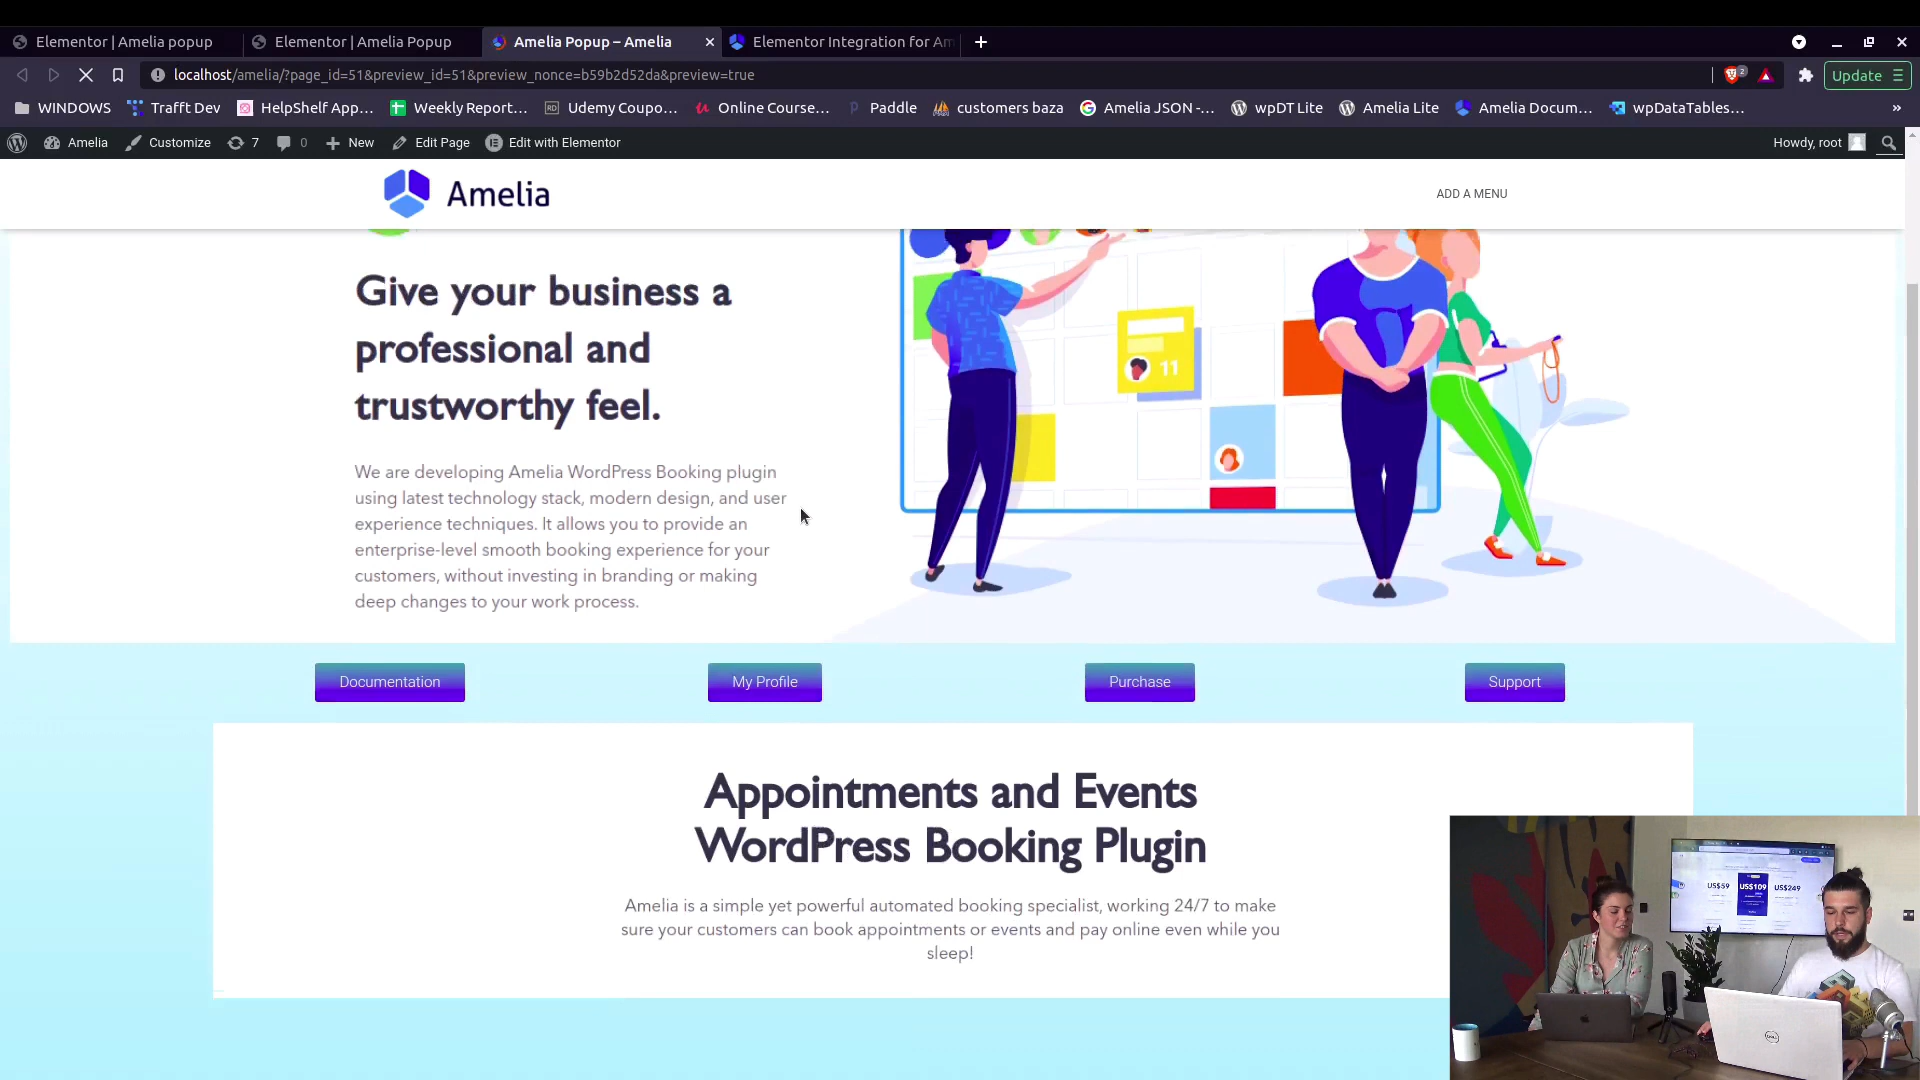 Elementor | Amelia popup
Elementor | Amelia Popup
Amelia Popup – Amelia
Elementor Integration for Am
localhost/amelia/?page_id=51&preview_id=51&preview_nonce=b59b2d52da&preview=true
2
Update
WINDOWS
Trafft Dev
HelpShelf App...
Weekly Report...
Udemy Coupo...
Online Course...
Paddle
customers baza
Amelia JSON -...
wpDT Lite
Amelia Lite
Amelia Docum...
wpDataTables...
Amelia
Customize
7
0
New
Edit Page
Edit with Elementor
Howdy, root
Amelia
ADD A MENU
Give your business a
professional and
trustworthy feel.
We are developing Amelia WordPress Booking plugin
using latest technology stack, modern design, and user
experience techniques. It allows you to provide an
enterprise-level smooth booking experience for your
customers, without investing in branding or making
deep changes to your work process.
11
Documentation
My Profile
Purchase
Support
Appointments and Events
WordPress Booking Plugin
Amelia is a simple yet powerful automated booking specialist, working 24/7 to make
sure your customers can book appointments or events and pay online even while you
sleep!
US$59
US$109
US$249
DELL